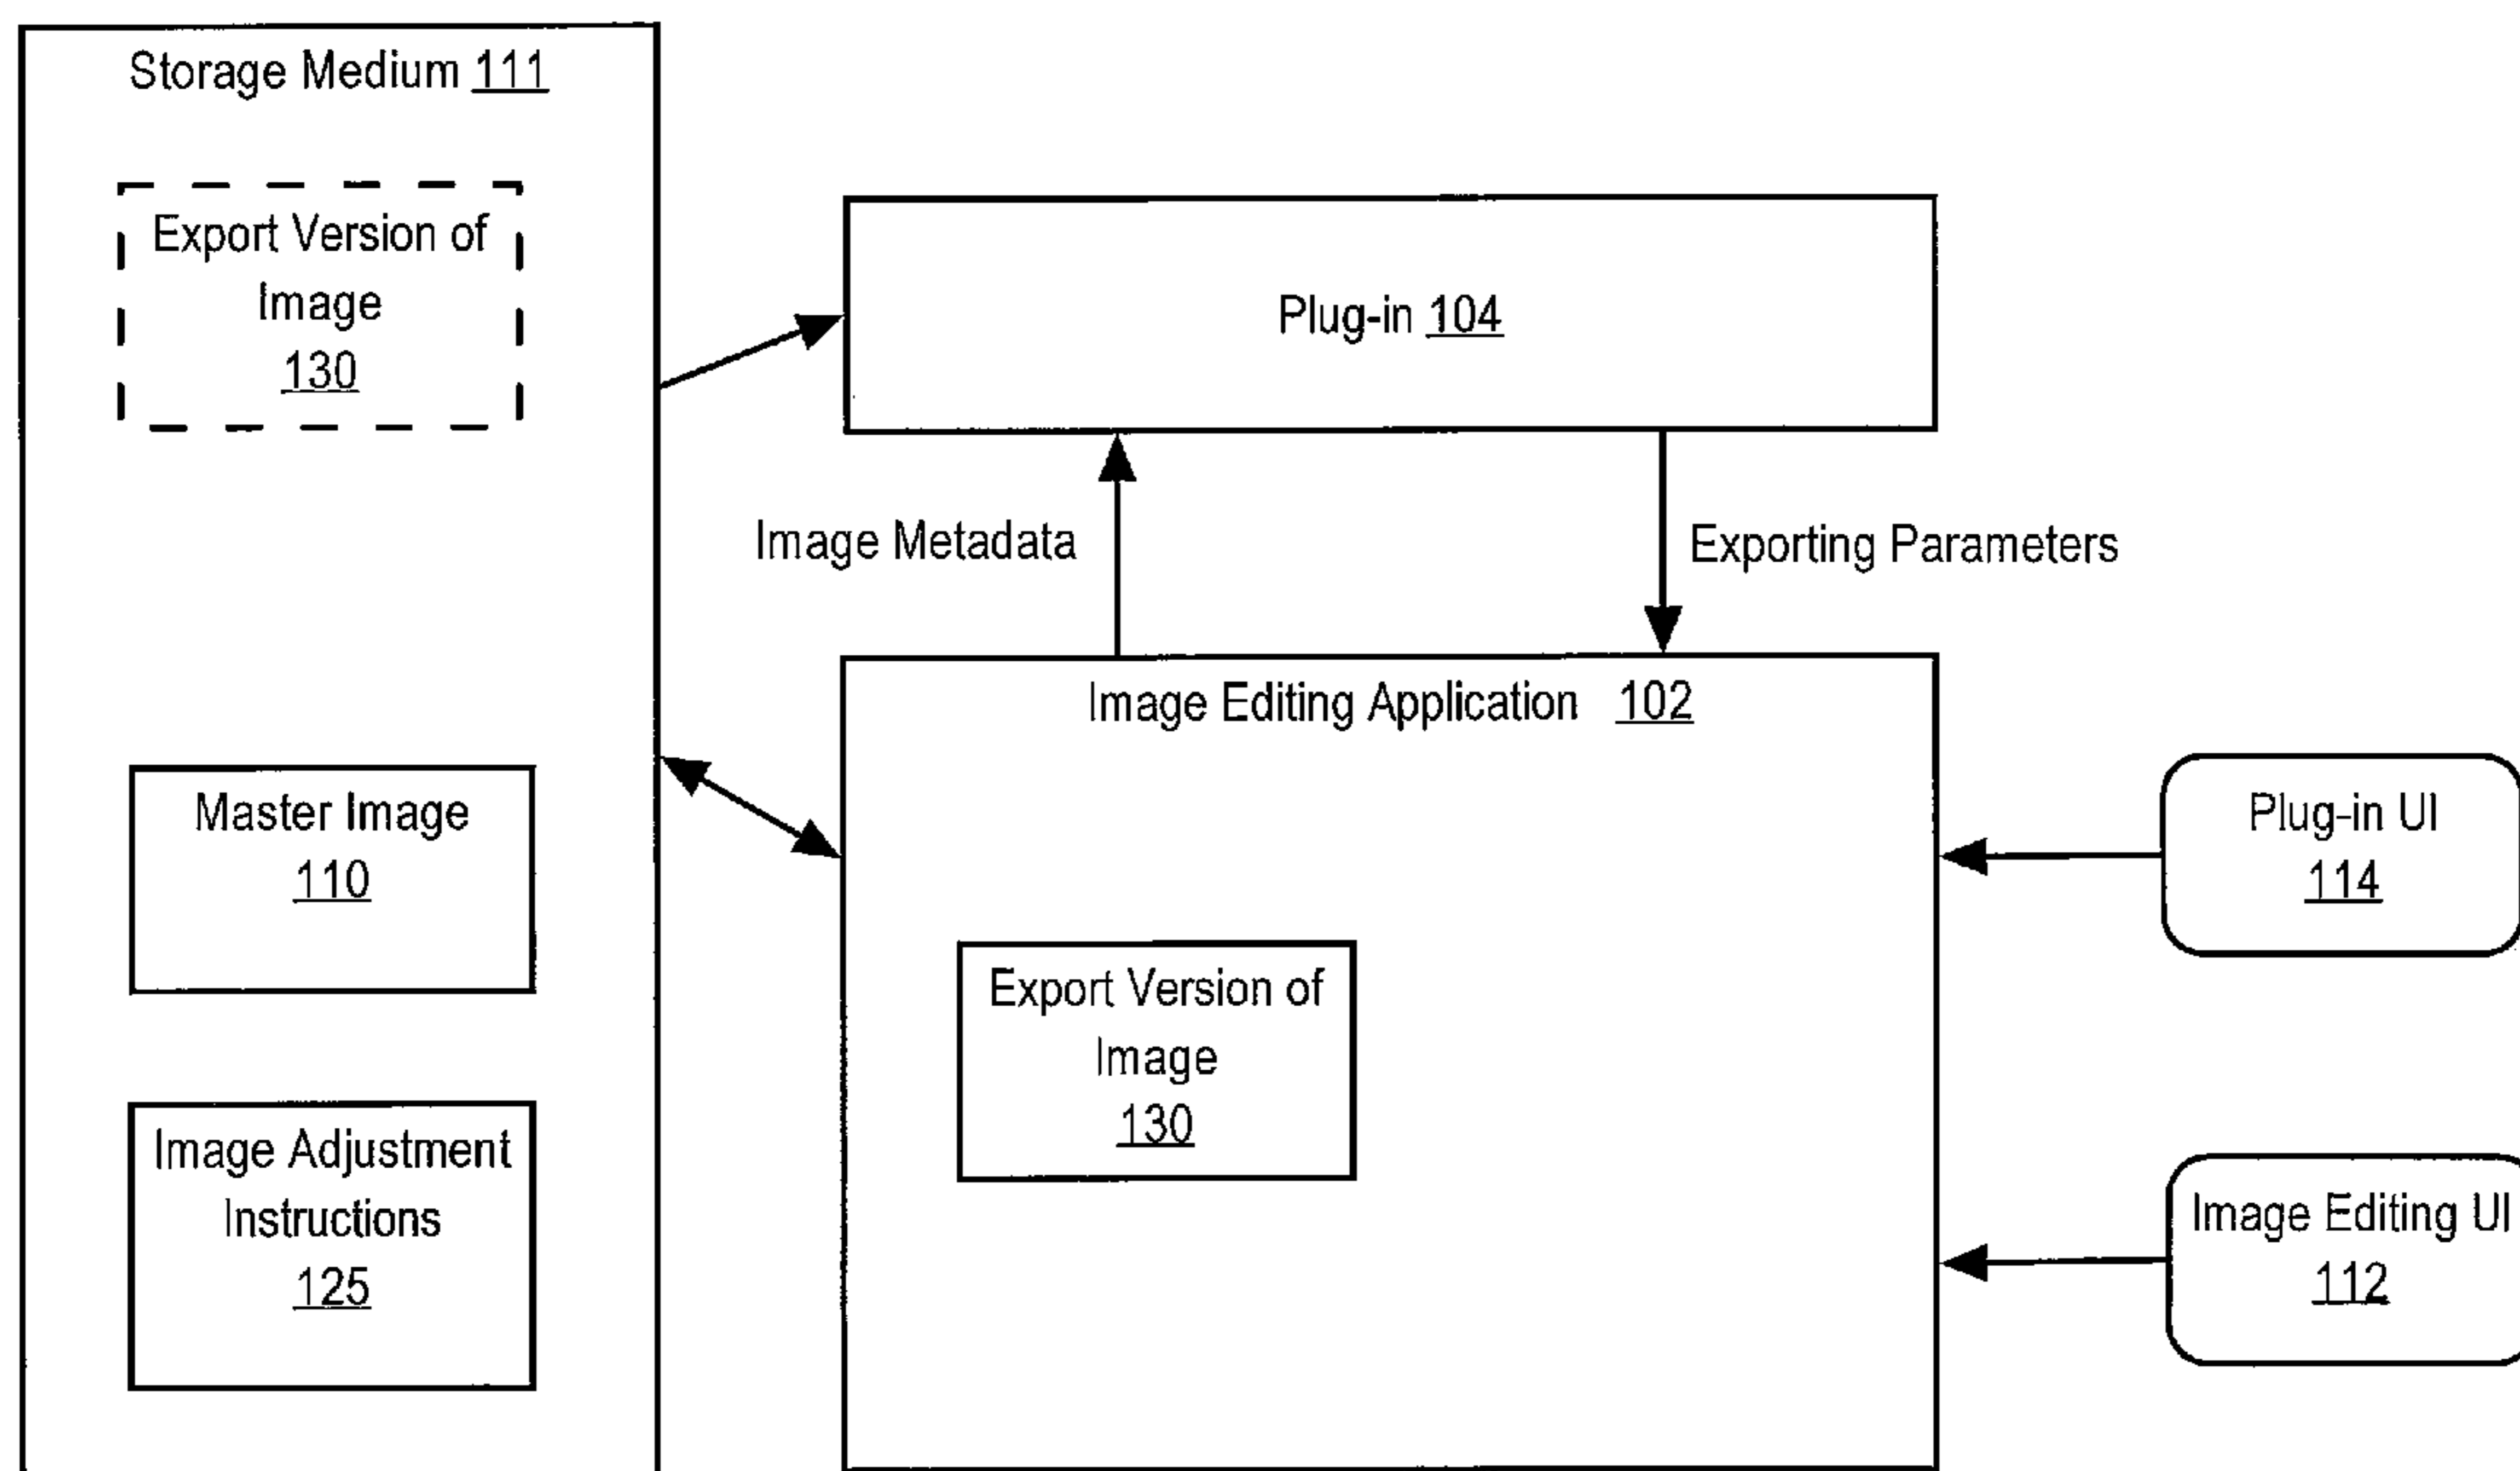 Storage Medium 111
Export Version of
Image
130
Plug-in 104
Image Metadata
Exporting Parameters
Image Editing Application 102
Master Image
110
Plug-in UI
114
Export Version of
Image
130
Image Adjustment
Instructions
125
Image Editing UI
112